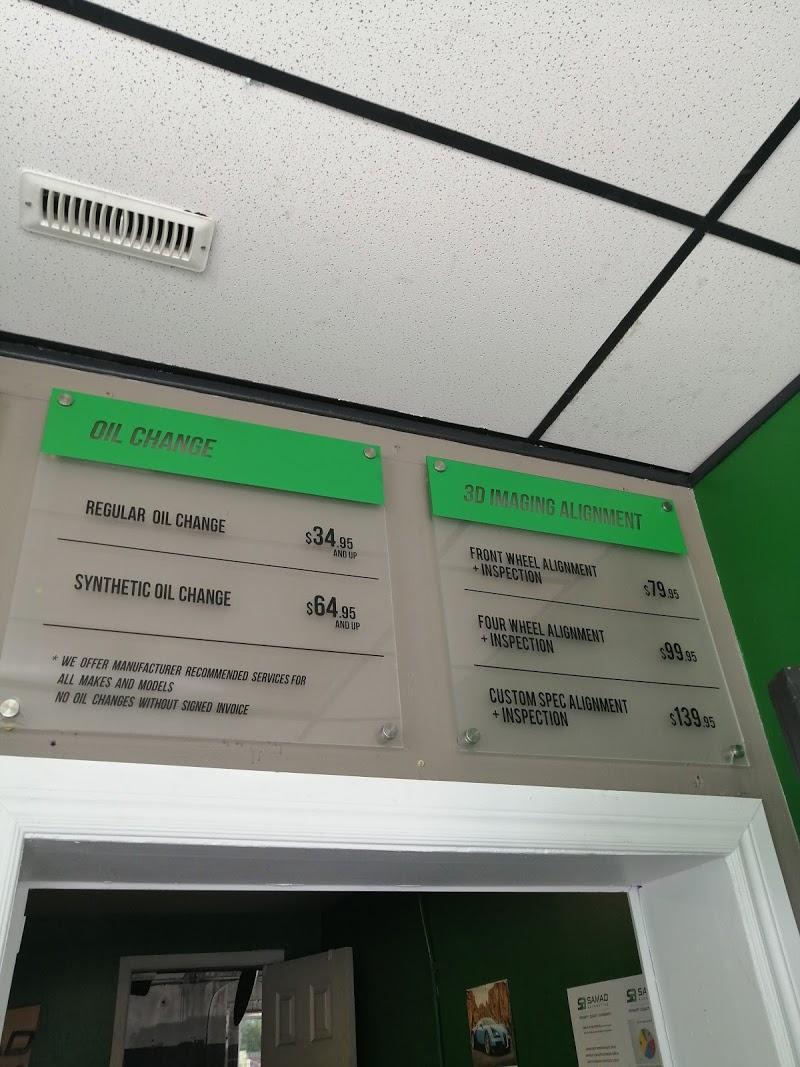 OIL CHANGE
REGULAR OIL CHANGE
$34.95
AND UP
SYNTHETIC OIL CHANGE
$64.95
AND UP
* WE OFFER MANUFACTURER RECOMMENDED SERVICES FOR
ALL MAKES AND MODELS
NO OIL CHANGES WITHOUT SIGNED INVOICE
3D IMAGING ALIGNMENT
FRONT WHEEL ALIGNMENT
+ INSPECTION
$79.95
FOUR WHEEL ALIGNMENT
+ INSPECTION
$99.95
CUSTOM SPEC ALIGNMENT
+ INSPECTION
$139.95
SAMAD